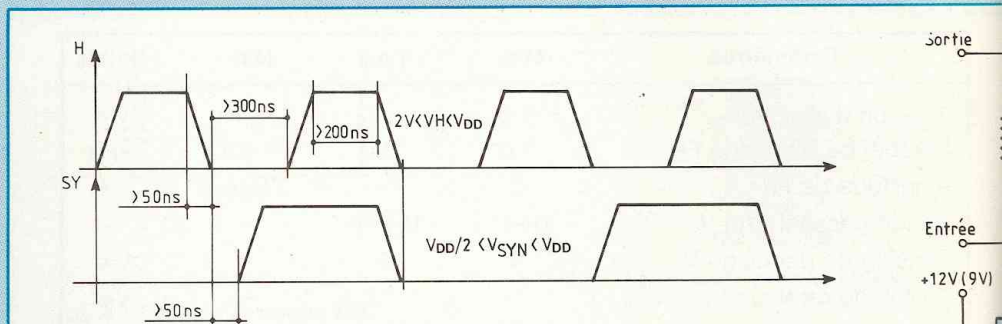 H
Sortie
>300ns
>200ns
2V<VH<VDD
SY
>50ns
VDD/2 <VSYN< VDD
Entrée
+12V(9V)
>50ns